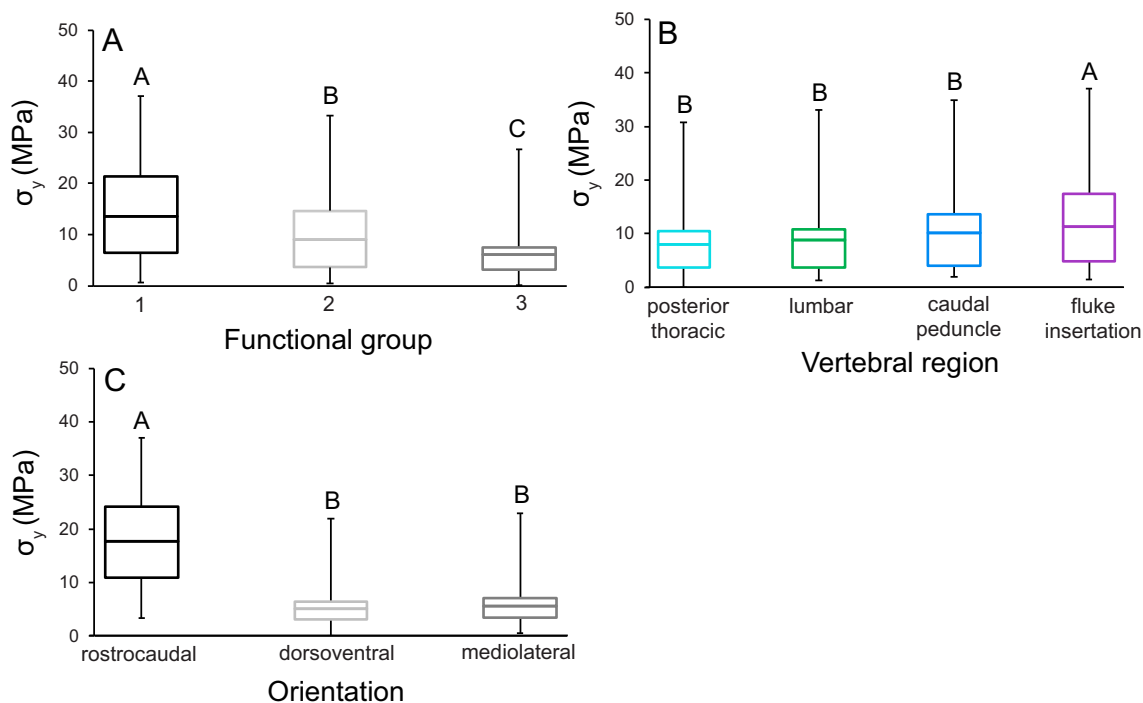 A
50
40
30
20
10
0
σy (MPa)
A
B
C
1
2
3
Functional group
B
50
40
30
20
10
0
σy (MPa)
B
B
B
A
posterior
thoracic
lumbar
caudal
peduncle
fluke
insertation
Vertebral region
C
50
40
30
20
10
0
σy (MPa)
A
B
B
rostrocaudal
dorsoventral
mediolateral
Orientation